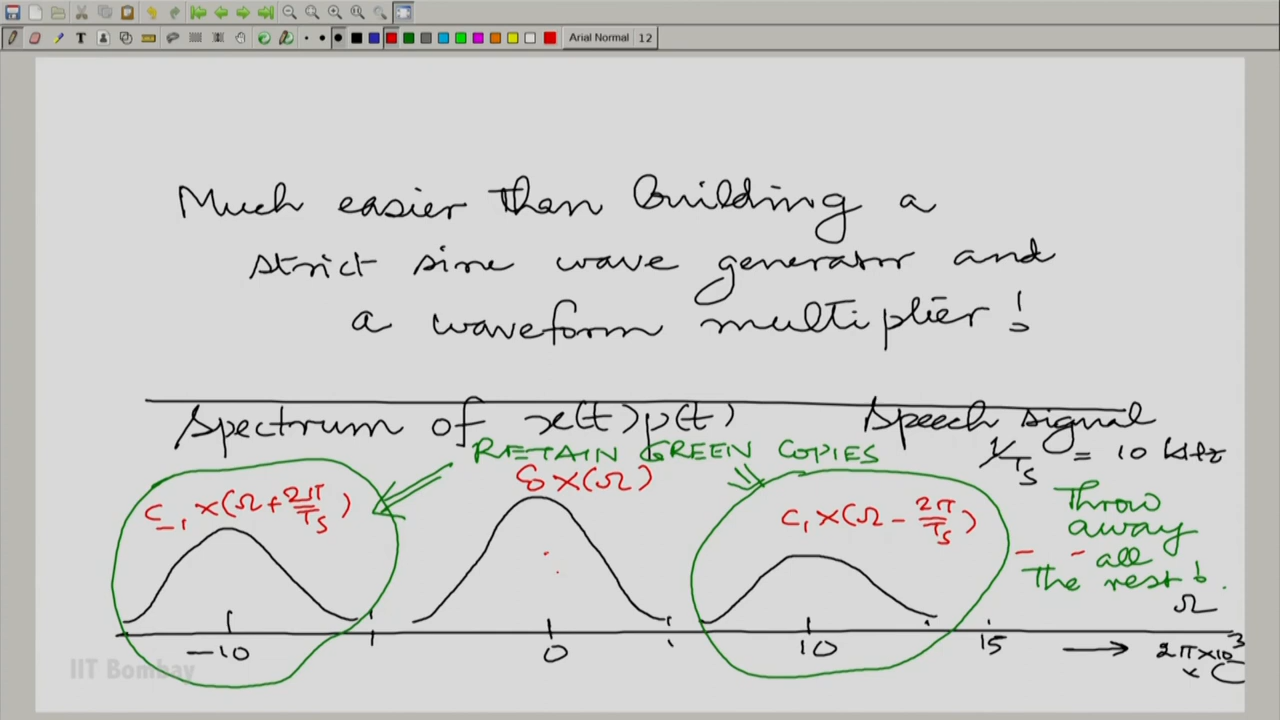 Arial Normal 12
Much easier than building a
strict sine wave generator and
a waveform multiplier!
Spectrum of x(t)p(t) Speech signal
1/Ts = 10 kHz
RETAIN GREEN COPIES
C₋₁ X(Ω + 2π/Ts) C₀ X(Ω) C₁ X(Ω - 2π/Ts)
Throw
away
all
The rest!
Ω
-10 0 10 15 → 2π×10³
×
IIT Bombay